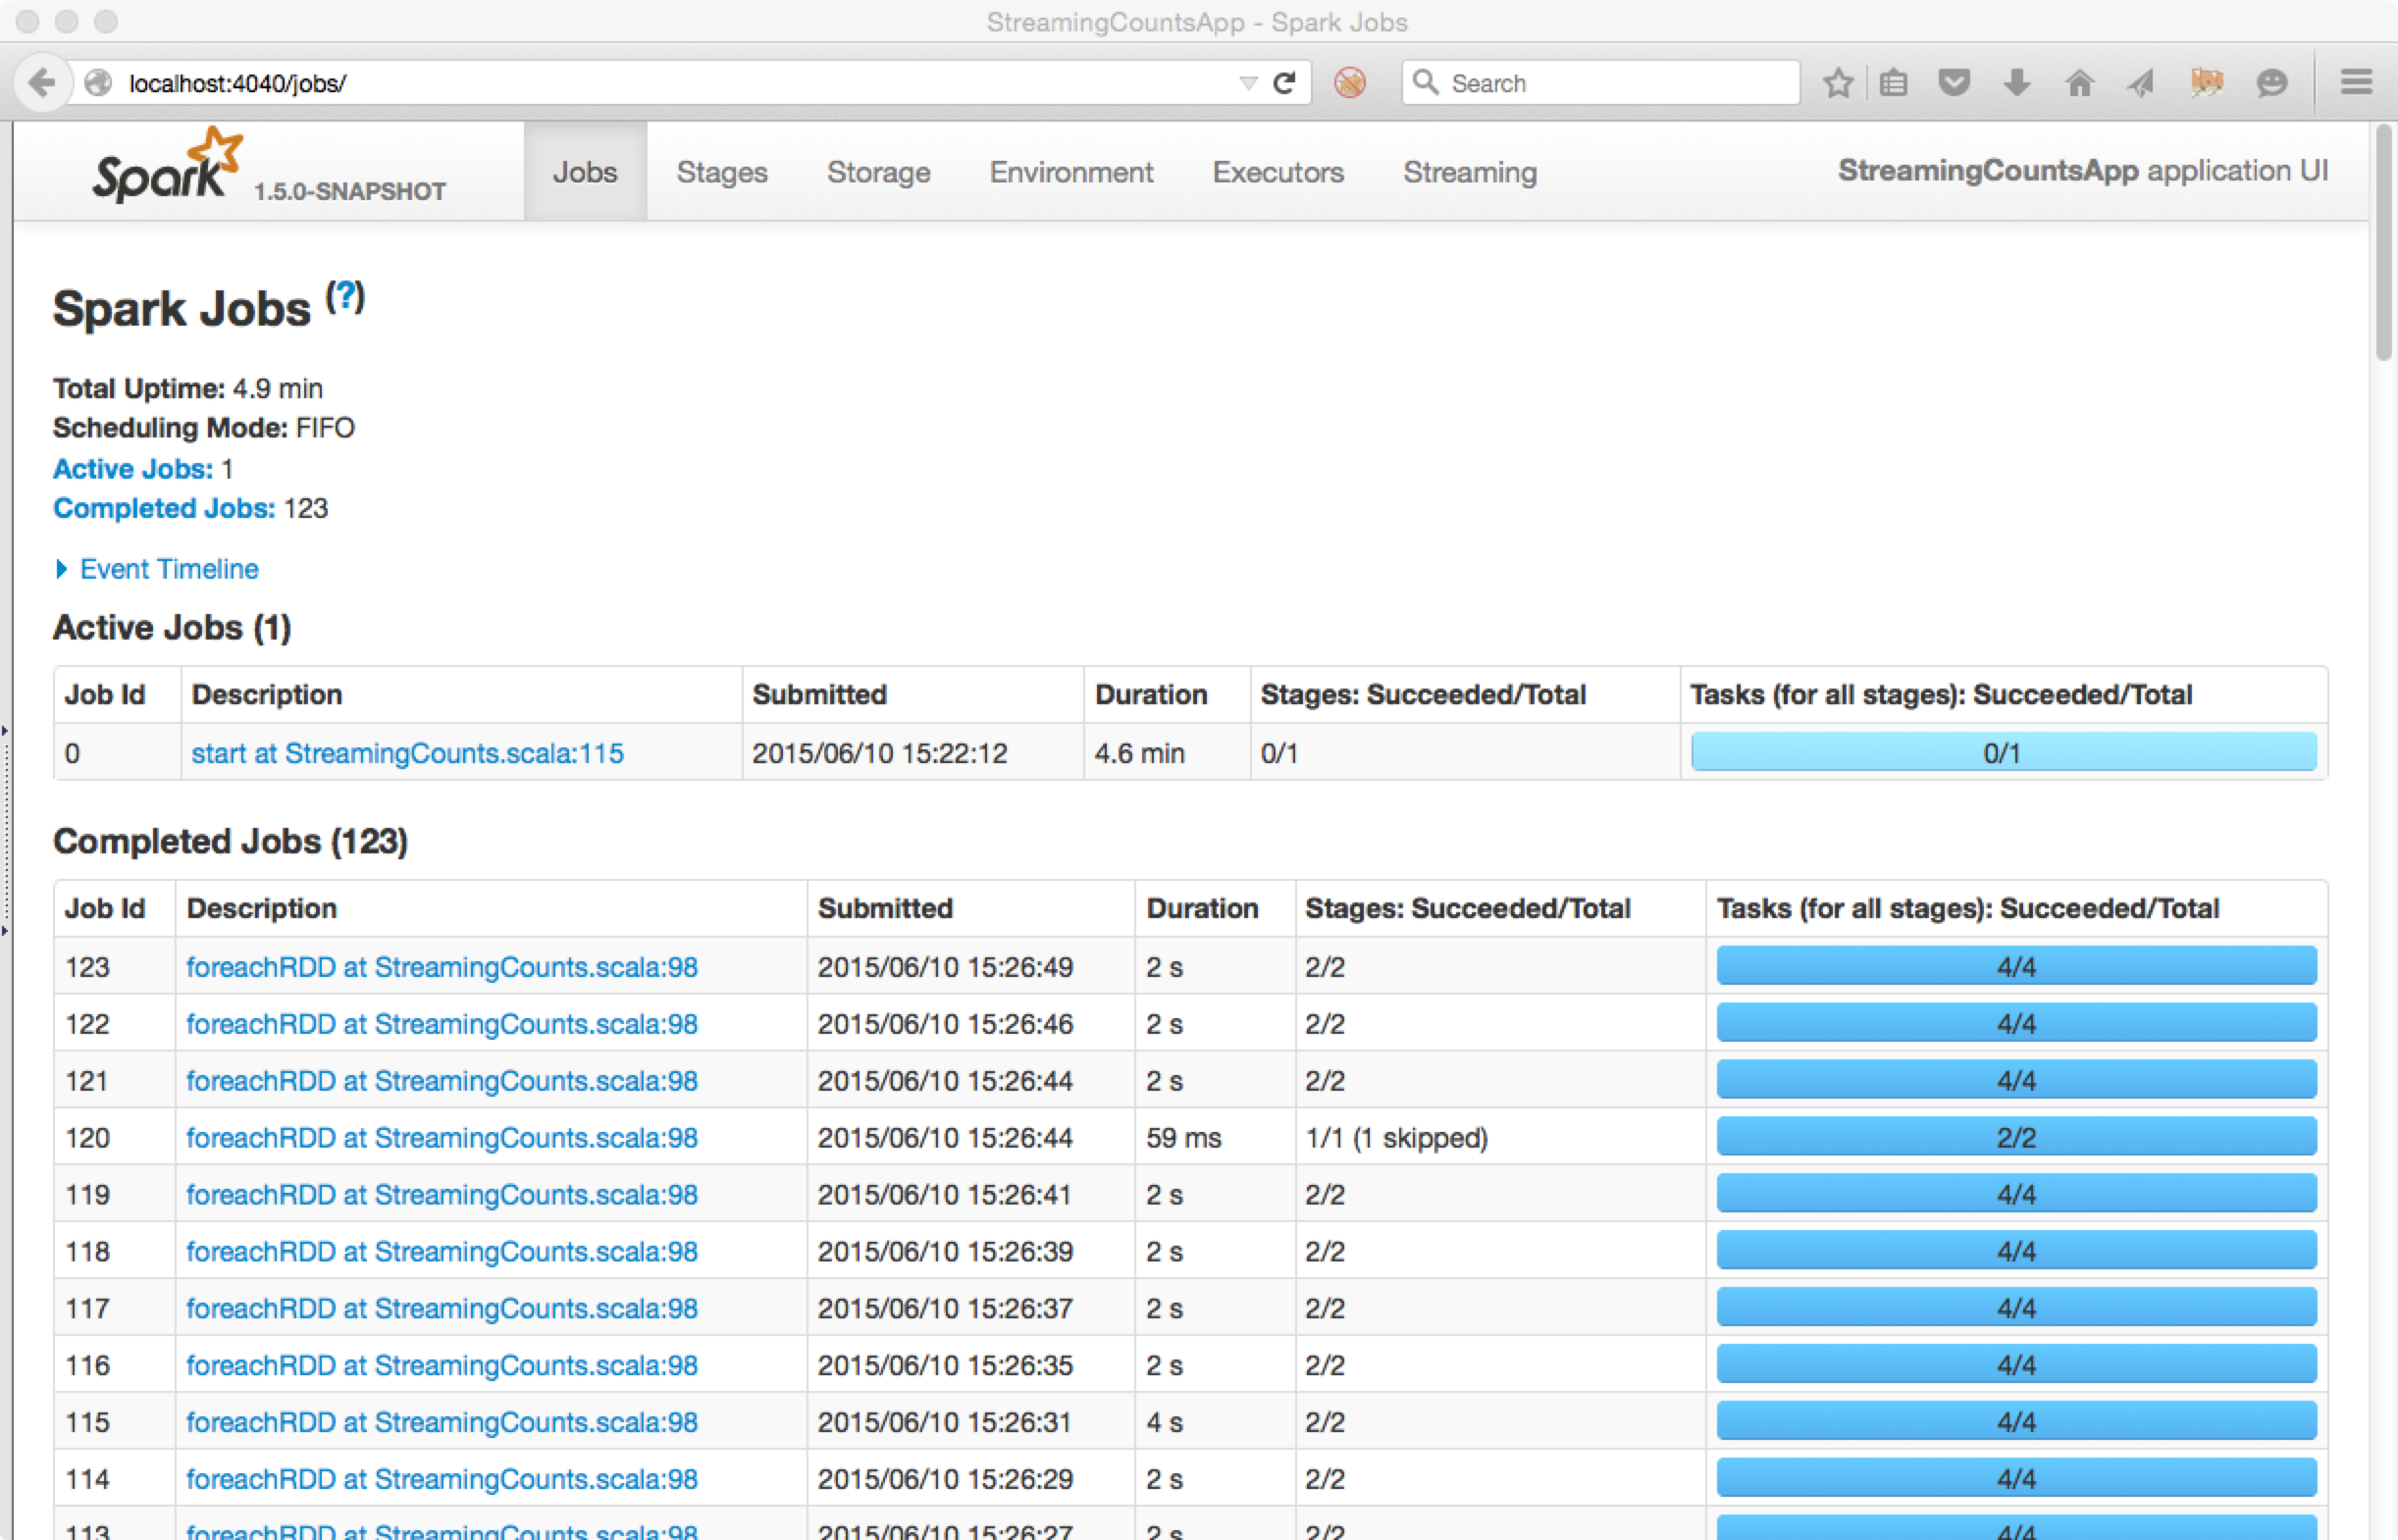 StreamingCountsApp - Spark Jobs
localhost:4040/jobs/
Search
Spark 1.5.0-SNAPSHOT
Jobs Stages Storage Environment Executors Streaming
StreamingCountsApp application UI
Spark Jobs (?)
Total Uptime: 4.9 min
Scheduling Mode: FIFO
Active Jobs: 1
Completed Jobs: 123
Event Timeline
Active Jobs (1)
Job Id Description Submitted Duration Stages: Succeeded/Total Tasks (for all stages): Succeeded/Total
0 start at StreamingCounts.scala:115 2015/06/10 15:22:12 4.6 min 0/1 0/1
Completed Jobs (123)
Job Id Description Submitted Duration Stages: Succeeded/Total Tasks (for all stages): Succeeded/Total
123 foreachRDD at StreamingCounts.scala:98 2015/06/10 15:26:49 2 s 2/2 4/4
122 foreachRDD at StreamingCounts.scala:98 2015/06/10 15:26:46 2 s 2/2 4/4
121 foreachRDD at StreamingCounts.scala:98 2015/06/10 15:26:44 2 s 2/2 4/4
120 foreachRDD at StreamingCounts.scala:98 2015/06/10 15:26:44 59 ms 1/1 (1 skipped) 2/2
119 foreachRDD at StreamingCounts.scala:98 2015/06/10 15:26:41 2 s 2/2 4/4
118 foreachRDD at StreamingCounts.scala:98 2015/06/10 15:26:39 2 s 2/2 4/4
117 foreachRDD at StreamingCounts.scala:98 2015/06/10 15:26:37 2 s 2/2 4/4
116 foreachRDD at StreamingCounts.scala:98 2015/06/10 15:26:35 2 s 2/2 4/4
115 foreachRDD at StreamingCounts.scala:98 2015/06/10 15:26:31 4 s 2/2 4/4
114 foreachRDD at StreamingCounts.scala:98 2015/06/10 15:26:29 2 s 2/2 4/4
113 foreachRDD at StreamingCounts.scala:98 2015/06/10 15:26:27 2 s 2/2 4/4